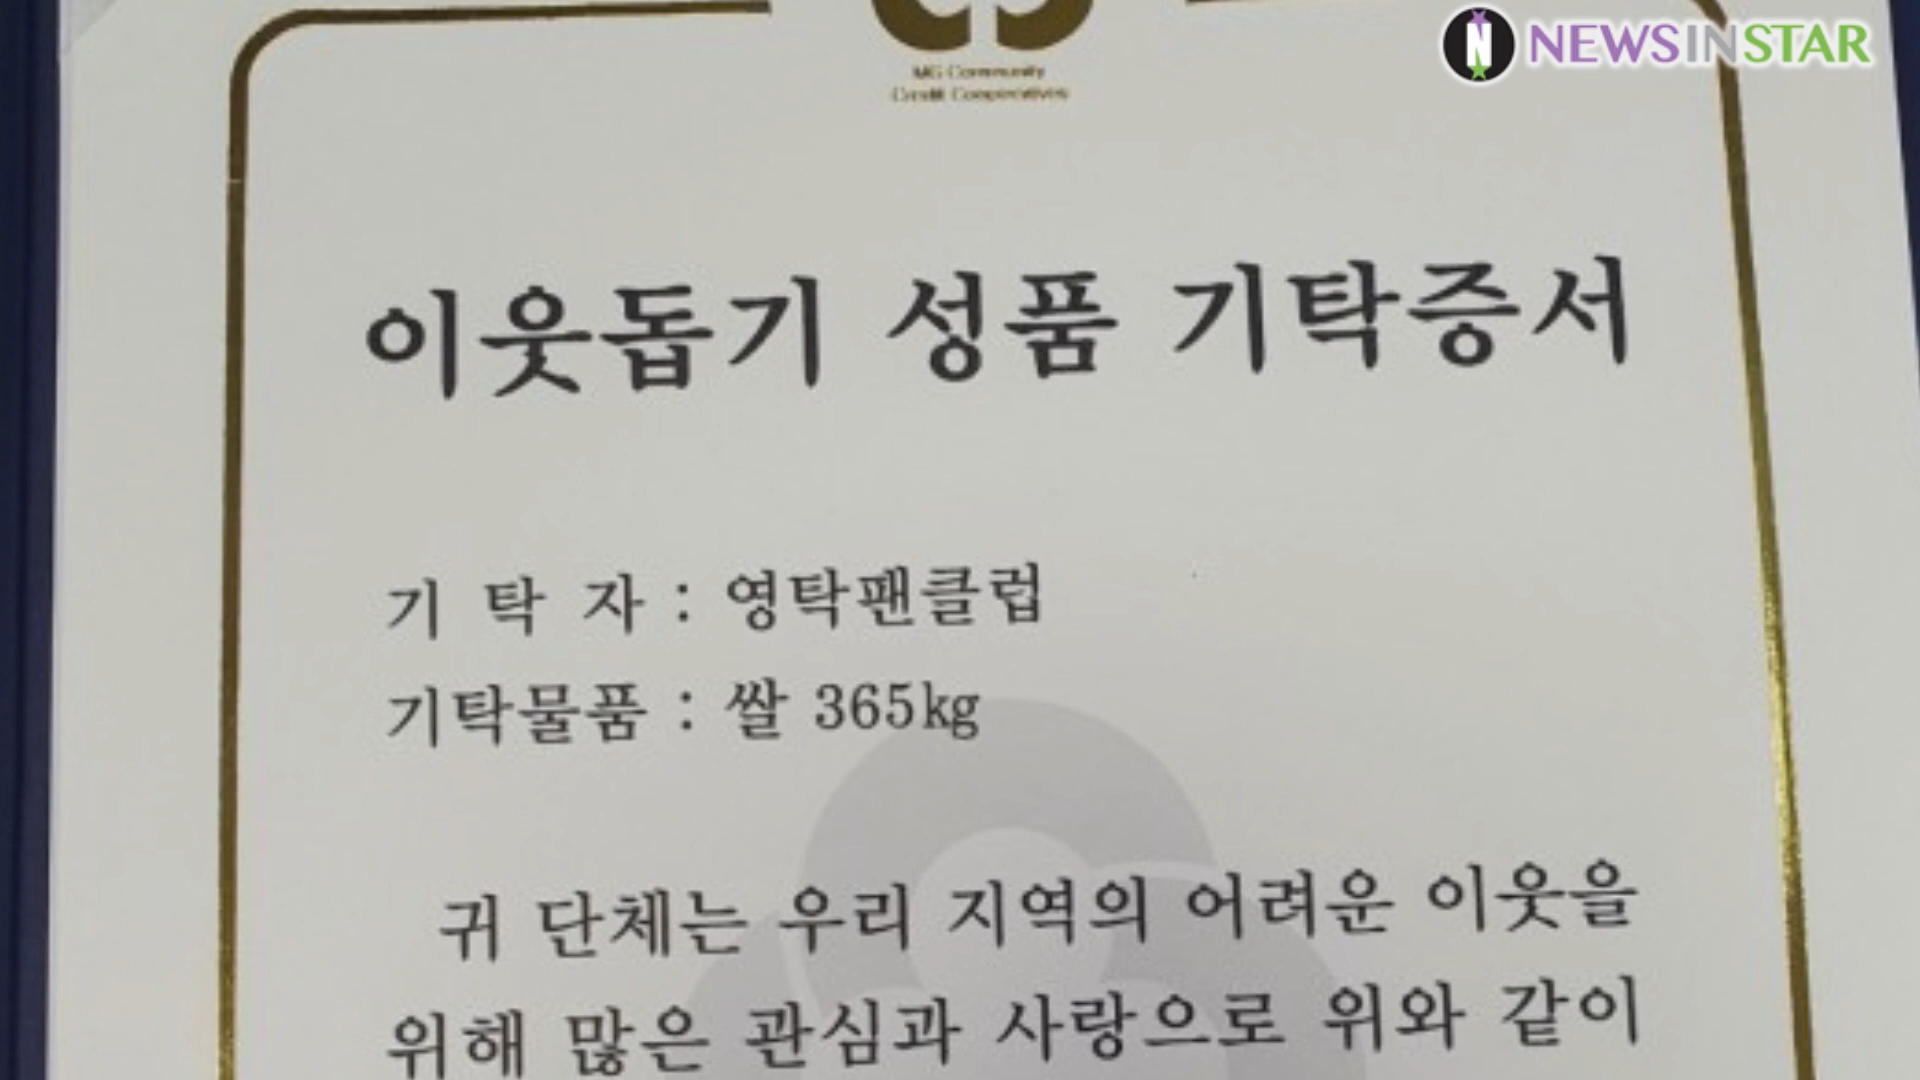 NEWSINSTAR
MG Community
Credit Cooperatives
이웃돕기 성품 기탁증서
기 탁 자 : 영탁팬클럽
기탁물품 : 쌀 365kg
귀 단체는 우리 지역의 어려운 이웃을
위해 많은 관심과 사랑으로 위와 같이